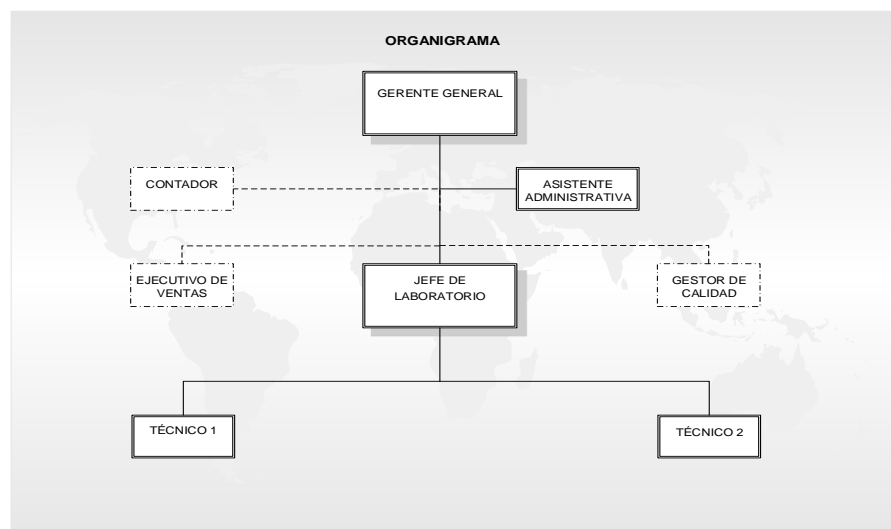 ORGANIGRAMA
GERENTE GENERAL
CONTADOR
ASISTENTE
ADMINISTRATIVA
EJECUTIVO DE
VENTAS
JEFE DE
LABORATORIO
GESTOR DE
CALIDAD
TÉCNICO 1
TÉCNICO 2